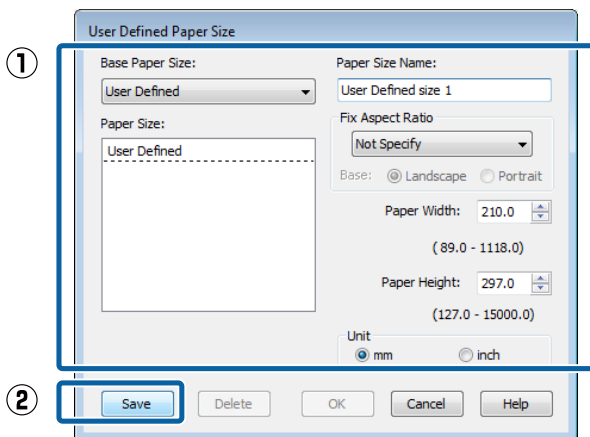 User Defined Paper Size
①
Base Paper Size:
User Defined
Paper Size:
User Defined
Paper Size Name:
User Defined size 1
Fix Aspect Ratio
Not Specify
Base: Landscape Portrait
Paper Width: 210.0
( 89.0 - 1118.0)
Paper Height: 297.0
(127.0 - 15000.0)
Unit
mm inch
②
Save Delete OK Cancel Help